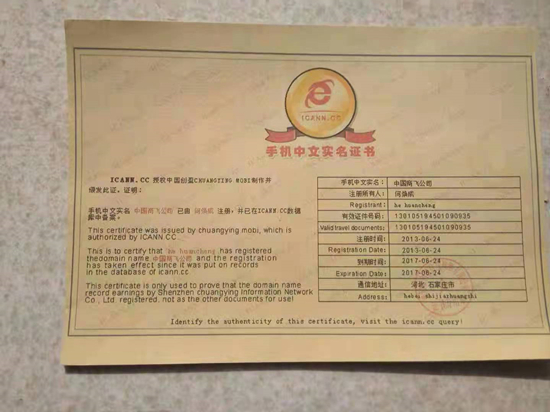 e
ICANN.CC
手机中文实名证书
ICANN.CC 授权中国创盈CHUANGYING MOBI制作并
颁发此证，证明：
手机中文实名 中国商飞公司 已由 何焕成 注册，并已在ICANN.CC数据
库中备案。
This certificate was issued by chuangying mobi, which is
authorized by ICANN.CC.
This is to certify that he huancheng has registered
thedomain name 中国商飞公司 and the registration
has taken effect since it was put on records
in the database of icann.cc
This certificate is only used to prove that the domain name
record earnings by Shenzhen chuangying Information Network
Co , Ltd. registered, not as the other documents for use!
手机中文实名： 中国商飞公司
注册所有人： 何焕成
Registrant: he huancheng
有效证件号码： 130105194501090935
Valid travel documents: 130105194501090935
注册时间： 2013-06-24
Registration Date: 2013-06-24
到期时间： 2017-06-24
Expiration Date: 2017-06-24
通信地址： 河北 石家庄市
Address: hebei shijiazhuangshi
Identify the authenticity of this certificate, visit the icann.cc query!